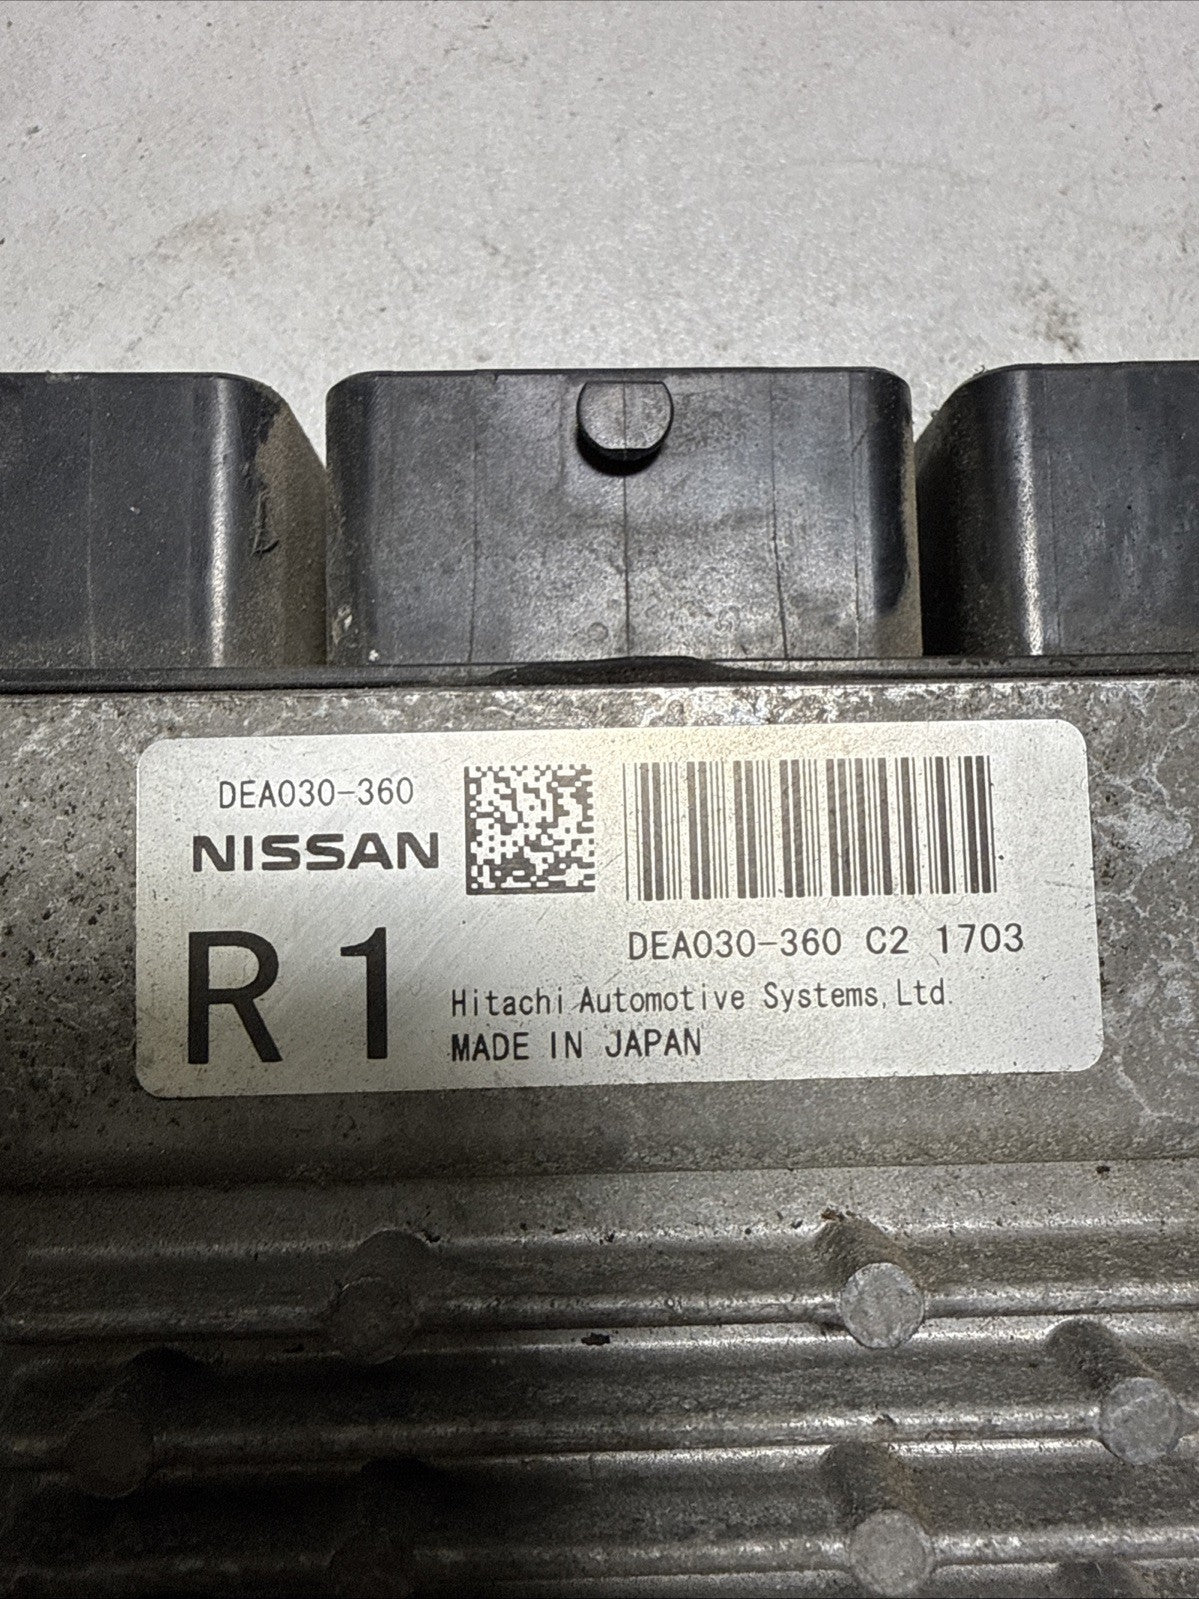 DEA030-360
NISSAN
R1
DEA030-360 C2 1703
Hitachi Automotive Systems, Ltd.
MADE IN JAPAN